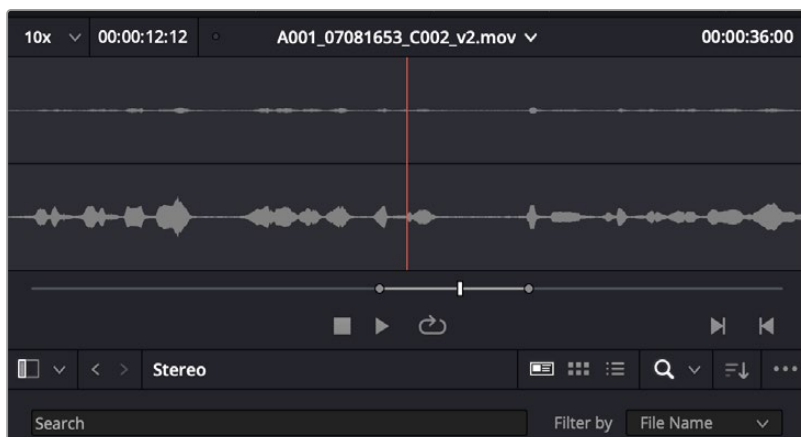 10x 00:00:12:12 A001_07081653_C002_v2.mov 00:00:36:00
Stereo
Search Filter by File Name